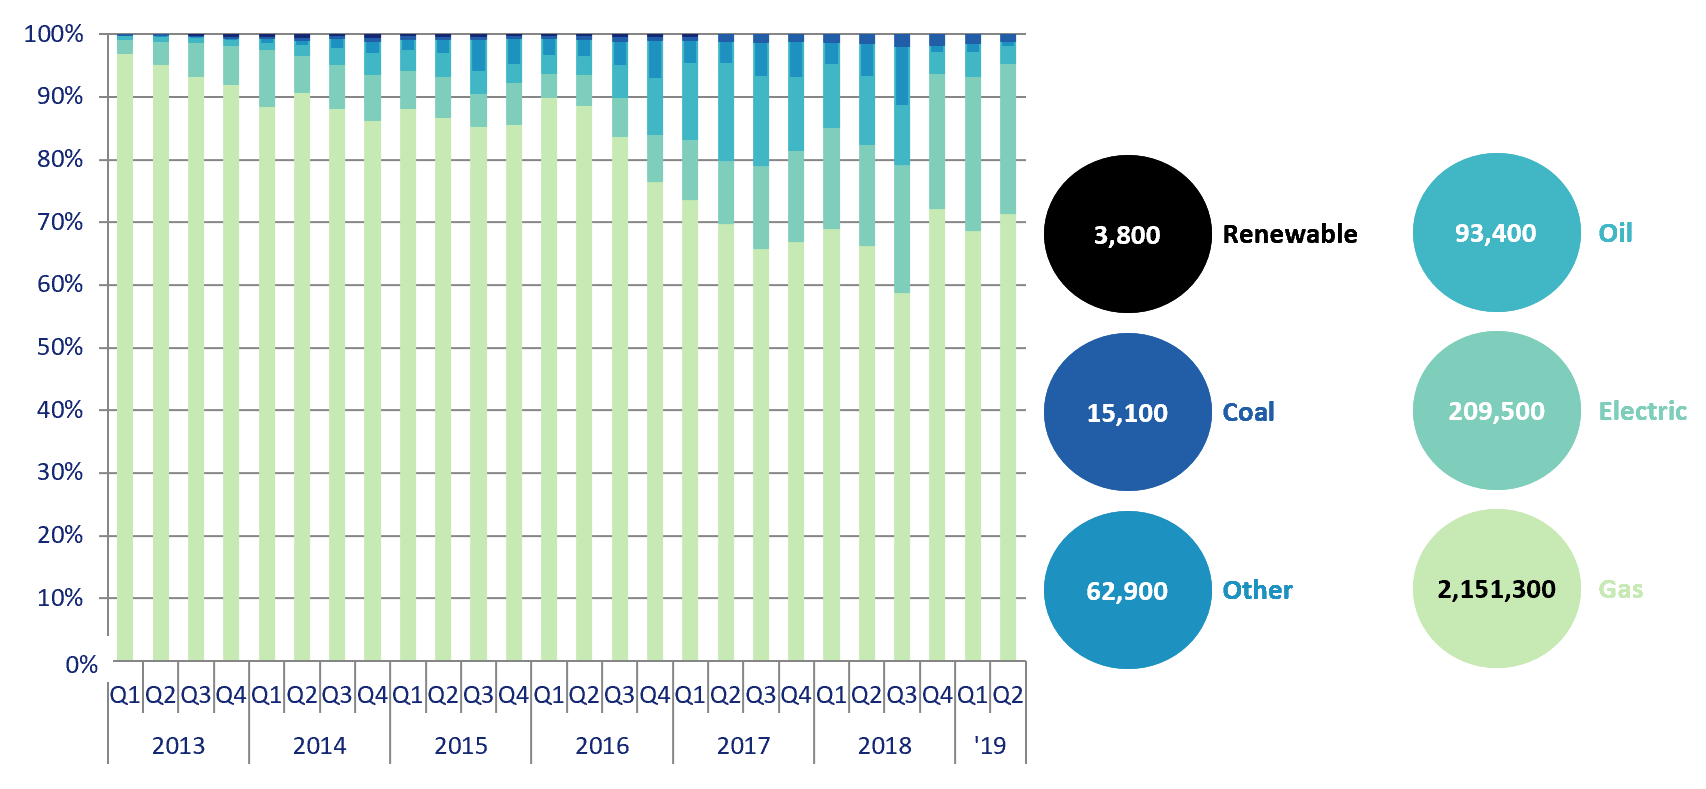 100%
90%
80%
70%
60%
50%
40%
30%
20%
10%
0%
Q1 Q2 Q3 Q4 Q1 Q2 Q3 Q4 Q1 Q2 Q3 Q4 Q1 Q2 Q3 Q4 Q1 Q2 Q3 Q4 Q1 Q2 Q3 Q4 Q1 Q2
2013 2014 2015 2016 2017 2018 '19
3,800 Renewable
93,400 Oil
15,100 Coal
209,500 Electric
62,900 Other
2,151,300 Gas